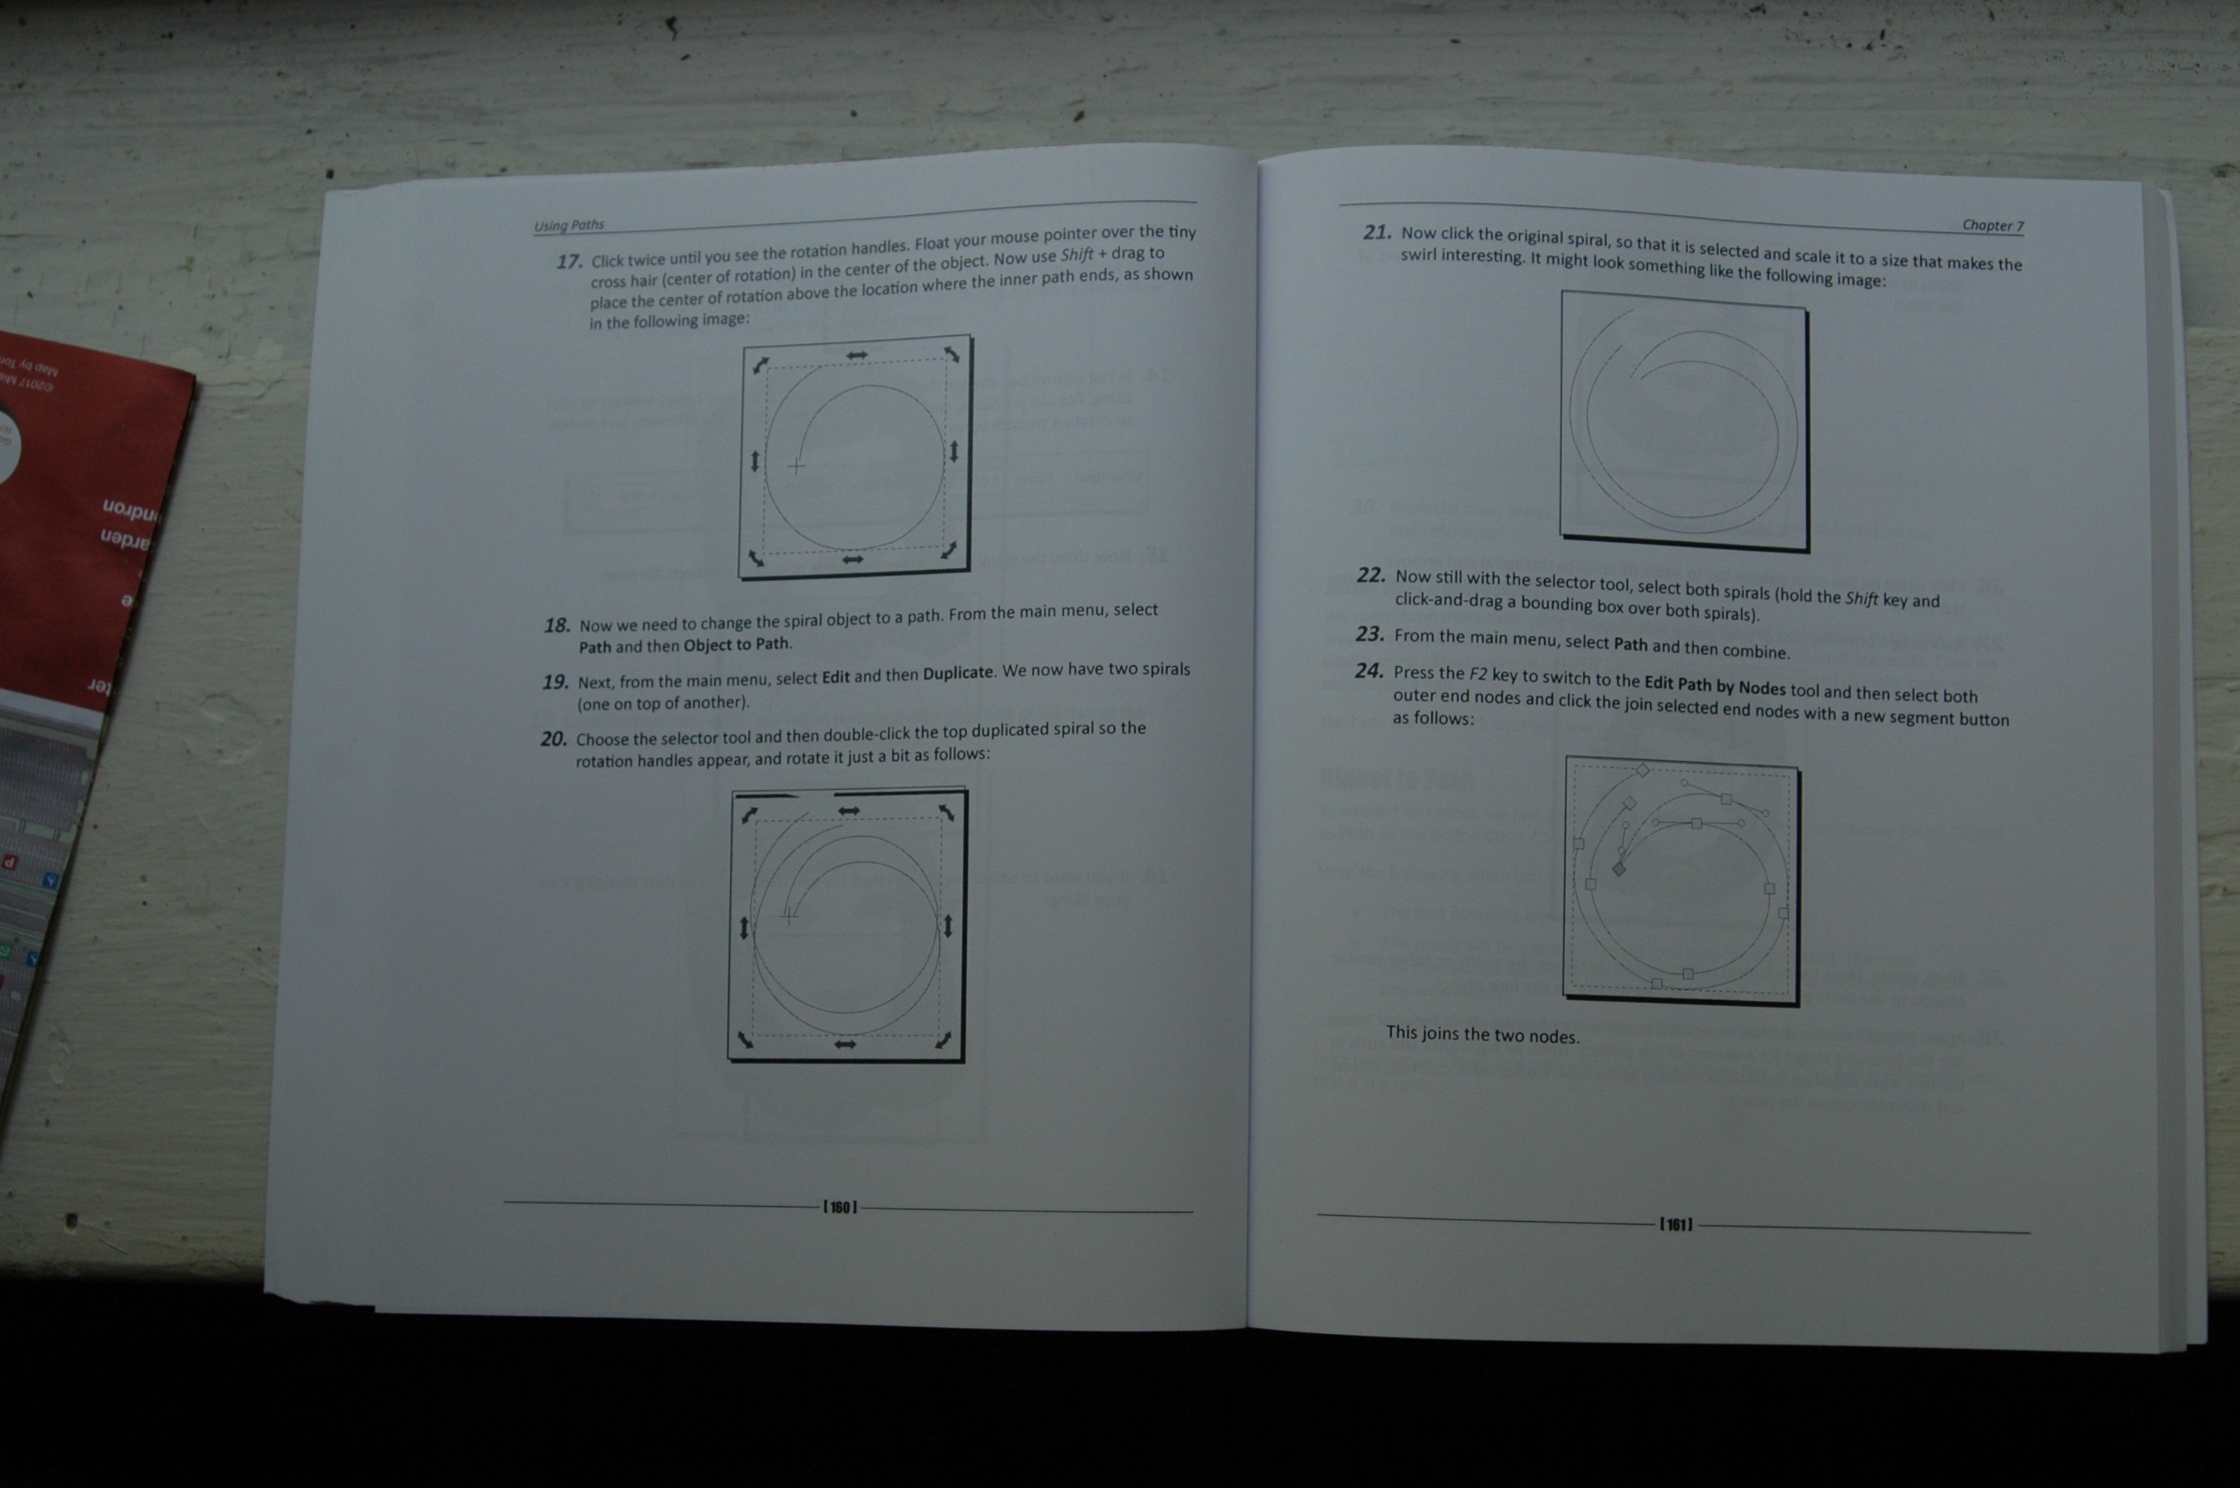 Using Paths
17. Click twice until you see the rotation handles. Float your mouse pointer over the tiny
cross hair (center of rotation) in the center of the object. Now use Shift + drag to
place the center of rotation above the location where the inner path ends, as shown
in the following image:
18. Now we need to change the spiral object to a path. From the main menu, select
Path and then Object to Path.
19. Next, from the main menu, select Edit and then Duplicate. We now have two spirals
(one on top of another).
20. Choose the selector tool and then double-click the top duplicated spiral so the
rotation handles appear, and rotate it just a bit as follows:
[ 160 ]
Chapter 7
21. Now click the original spiral, so that it is selected and scale it to a size that makes the
swirl interesting. It might look something like the following image:
22. Now still with the selector tool, select both spirals (hold the Shift key and
click-and-drag a bounding box over both spirals).
23. From the main menu, select Path and then combine.
24. Press the F2 key to switch to the Edit Path by Nodes tool and then select both
outer end nodes and click the join selected end nodes with a new segment button
as follows:
This joins the two nodes.
[ 161 ]
©2017
Map by
ndron
arden
e
ter
P